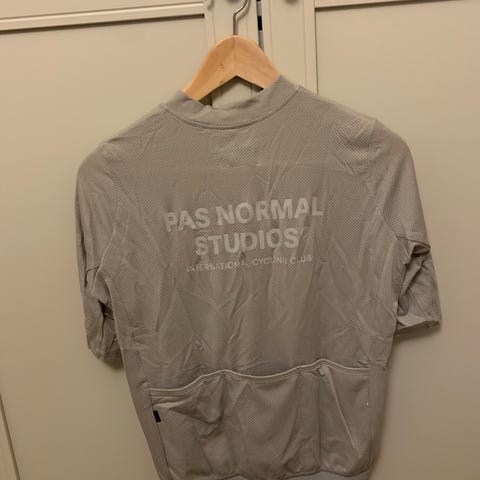 PAS NORMAL
STUDIOS
INTERNATIONAL CYCLING CLUB